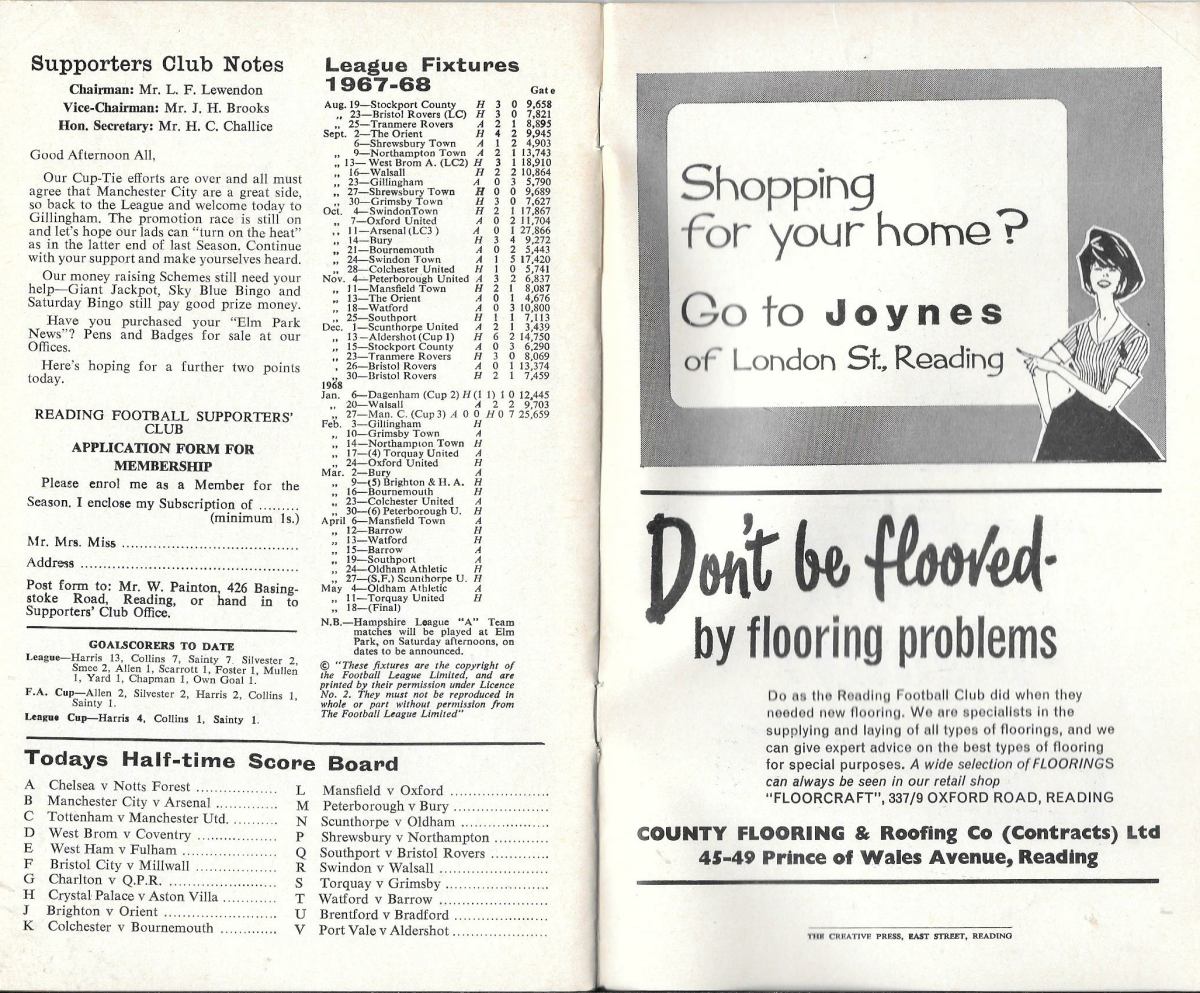 Supporters Club Notes
Chairman: Mr. L. F. Lewendon
Vice-Chairman: Mr. J. H. Brooks
Hon. Secretary: Mr. H. C. Challice
Good Afternoon All,
Our Cup-Tie efforts are over and all must
agree that Manchester City are a great side,
so back to the League and welcome today to
Gillingham. The promotion race is still on
and let's hope our lads can "turn on the heat"
as in the latter end of last Season. Continue
with your support and make yourselves heard.
Our money raising Schemes still need your
help—Giant Jackpot, Sky Blue Bingo and
Saturday Bingo still pay good prize money.
Have you purchased your "Elm Park
News"? Pens and Badges for sale at our
Offices.
Here's hoping for a further two points
today.
READING FOOTBALL SUPPORTERS'
CLUB
APPLICATION FORM FOR
MEMBERSHIP
Please enrol me as a Member for the
Season. I enclose my Subscription of .........
(minimum 1s.)
Mr. Mrs. Miss ..........................................
Address ....................................................
Post form to: Mr. W. Painton, 426 Basing-
stoke Road, Reading, or hand in to
Supporters' Club Office.
GOALSCORERS TO DATE
League—Harris 13, Collins 7, Sainty 7. Silvester 2,
Smee 2, Allen 1, Scarrott 1, Foster 1, Mullen
1, Yard 1, Chapman 1, Own Goal 1.
F.A. Cup—Allen 2, Silvester 2, Harris 2, Collins 1,
Sainty 1.
League Cup—Harris 4, Collins 1, Sainty 1.
League Fixtures
1967-68
Gate
Aug. 19—Stockport County H 3 0 9,658
„ 23—Bristol Rovers (LC) H 3 0 7,821
„ 25—Tranmere Rovers A 2 1 8,895
Sept. 2—The Orient H 4 2 9,945
6—Shrewsbury Town A 1 2 4,903
„ 9—Northampton Town A 2 1 13,743
„ 13—West Brom A. (LC2) H 3 1 18,910
„ 16—Walsall H 2 2 10,864
„ 23—Gillingham A 0 3 5,790
„ 27—Shrewsbury Town H 0 0 9,689
„ 30—Grimsby Town H 3 0 7,627
Oct. 4—SwindonTown H 2 1 17,867
„ 7—Oxford United A 0 2 11,704
„ 11—Arsenal (LC3 ) A 0 1 27,866
„ 14—Bury H 3 4 9,272
„ 21—Bournemouth A 0 2 5,443
„ 24—Swindon Town A 1 5 17,420
„ 28—Colchester United H 1 0 5,741
Nov. 4—Peterborough United A 3 2 6,837
„ 11—Mansfield Town H 2 1 8,087
„ 13—The Orient A 0 1 4,676
„ 18—Watford A 0 3 10,800
„ 25—Southport H 1 1 7,113
Dec. 1—Scunthorpe United A 2 1 3,439
„ 13—Aldershot (Cup 1) H 6 2 14,750
„ 15—Stockport County A 0 3 6,290
„ 23—Tranmere Rovers H 3 0 8,069
„ 26—Bristol Rovers A 0 1 13,374
„ 30—Bristol Rovers H 2 1 7,459
1968
Jan. 6—Dagenham (Cup 2) H (1 1) 1 0 12,445
„ 20—Walsall A 2 2 9,703
„ 27—Man. C. (Cup 3) A 0 0 H 0 7 25,659
Feb. 3—Gillingham H
„ 10—Grimsby Town A
„ 14—Northampton Town H
„ 17—(4) Torquay United A
„ 24—Oxford United H
Mar. 2—Bury A
„ 9—(5) Brighton & H. A. H
„ 16—Bournemouth H
„ 23—Colchester United A
„ 30—(6) Peterborough U. H
April 6—Mansfield Town A
„ 12—Barrow H
„ 13—Watford H
„ 15—Barrow A
„ 19—Southport A
„ 24—Oldham Athletic H
„ 27—(S.F.) Scunthorpe U. H
May 4—Oldham Athletic A
„ 11—Torquay United H
„ 18—(Final)
N.B.—Hampshire League "A" Team
matches will be played at Elm
Park, on Saturday afternoons, on
dates to be announced.
© "These fixtures are the copyright of
the Football League Limited, and are
printed by their permission under Licence
No. 2. They must not be reproduced in
whole or part without permission from
The Football League Limited"
Todays Half-time Score Board
A Chelsea v Notts Forest ..................
B Manchester City v Arsenal ..............
C Tottenham v Manchester Utd. ..........
D West Brom v Coventry ..................
E West Ham v Fulham ......................
F Bristol City v Millwall ..................
G Charlton v Q.P.R. ........................
H Crystal Palace v Aston Villa ............
J Brighton v Orient ........................
K Colchester v Bournemouth ..............
L Mansfield v Oxford ......................
M Peterborough v Bury ....................
N Scunthorpe v Oldham ....................
P Shrewsbury v Northampton ..............
Q Southport v Bristol Rovers ..............
R Swindon v Walsall ......................
S Torquay v Grimsby ......................
T Watford v Barrow ........................
U Brentford v Bradford ....................
V Port Vale v Aldershot ....................
Shopping
for your home?
Go to Joynes
of London St., Reading
Don't be floored-
by flooring problems
Do as the Reading Football Club did when they
needed new flooring. We are specialists in the
supplying and laying of all types of floorings, and we
can give expert advice on the best types of flooring
for special purposes. A wide selection of FLOORINGS
can always be seen in our retail shop
"FLOORCRAFT", 337/9 OXFORD ROAD, READING
COUNTY FLOORING & Roofing Co (Contracts) Ltd
45-49 Prince of Wales Avenue, Reading
THE CREATIVE PRESS, EAST STREET, READING